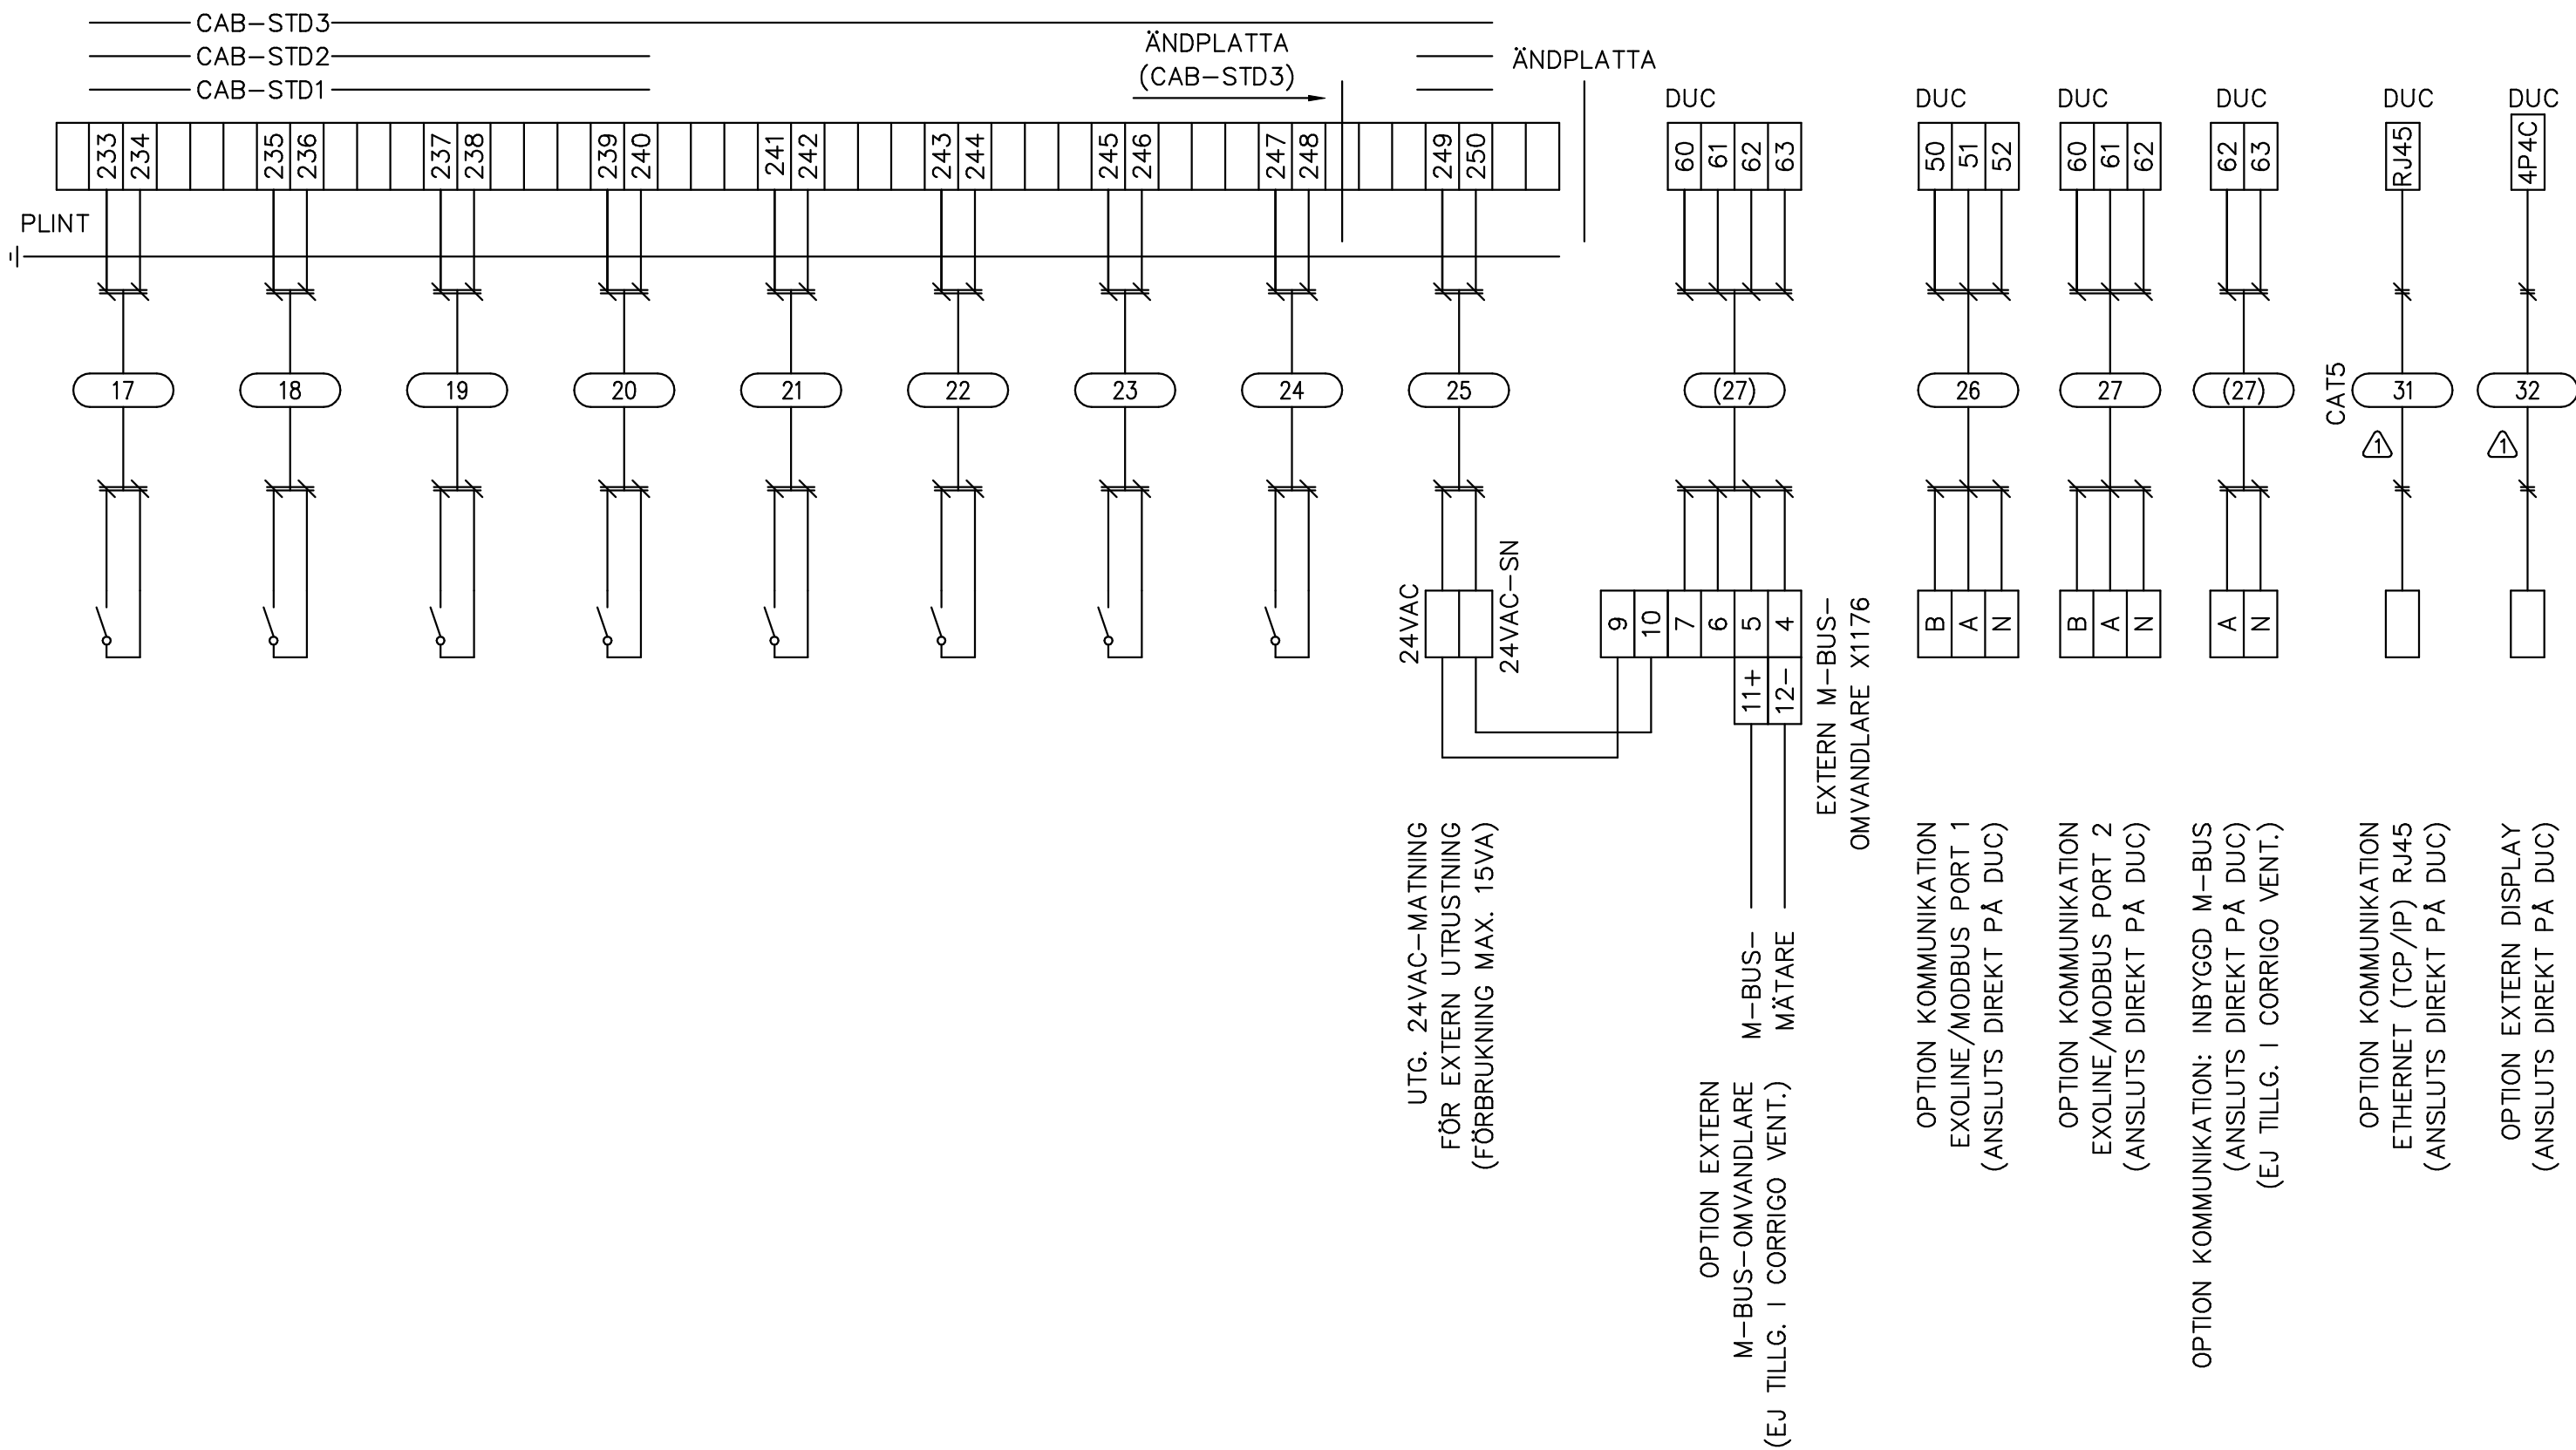 CAB-STD3
CAB-STD2
CAB-STD1
ÄNDPLATTA
(CAB-STD3)
ÄNDPLATTA
DUC
DUC
DUC
DUC
DUC
DUC
233 234 235 236 237 238 239 240 241 242 243 244 245 246 247 248 249 250
60 61 62 63
50 51 52
60 61 62
62 63
RJ45
4P4C
PLINT
17 18 19 20 21 22 23 24 25 (27) 26 27 (27) 31 32
CAT5
1
1
24VAC
24VAC-SN
9 10 7 6 5 4
11+ 12-
EXTERN M-BUS-
OMVANDLARE X1176
B A N
B A N
A N
UTG. 24VAC-MATNING
FÖR EXTERN UTRUSTNING
(FÖRBRUKNING MAX. 15VA)
M-BUS-
MÄTARE
OPTION EXTERN
M-BUS-OMVANDLARE
(EJ TILLG. I CORRIGO VENT.)
OPTION KOMMUNIKATION
EXOLINE/MODBUS PORT 1
(ANSLUTS DIREKT PÅ DUC)
OPTION KOMMUNIKATION
EXOLINE/MODBUS PORT 2
(ANSLUTS DIREKT PÅ DUC)
OPTION KOMMUNIKATION: INBYGGD M-BUS
(ANSLUTS DIREKT PÅ DUC)
(EJ TILLG. I CORRIGO VENT.)
OPTION KOMMUNIKATION
ETHERNET (TCP/IP) RJ45
(ANSLUTS DIREKT PÅ DUC)
OPTION EXTERN DISPLAY
(ANSLUTS DIREKT PÅ DUC)